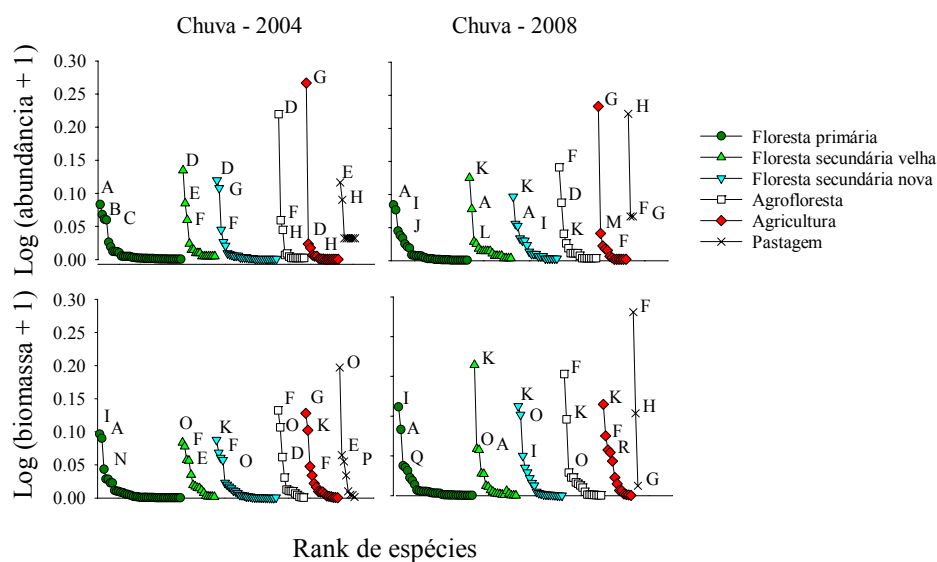 Chuva - 2004
Chuva - 2008
Log (abundância + 1)
0.30
0.25
0.20
0.15
0.10
0.05
0.00
A
B C
D
E
F
D
G
F
D
F
H
G
D
H
E
H
A
I
J
K
A
L
K
A
I
F
D
K
G
M
F
H
F
G
Floresta primária
Floresta secundária velha
Floresta secundária nova
Agrofloresta
Agricultura
Pastagem
Log (biomassa + 1)
0.30
0.25
0.20
0.15
0.10
0.05
0.00
I
A
N
O
F
E
K
F
O
F
O
D
G
K
F
O
E
P
I
A
Q
K
O
A
K
O
I
F
K
O
K
F
R
F
H
G
Rank de espécies